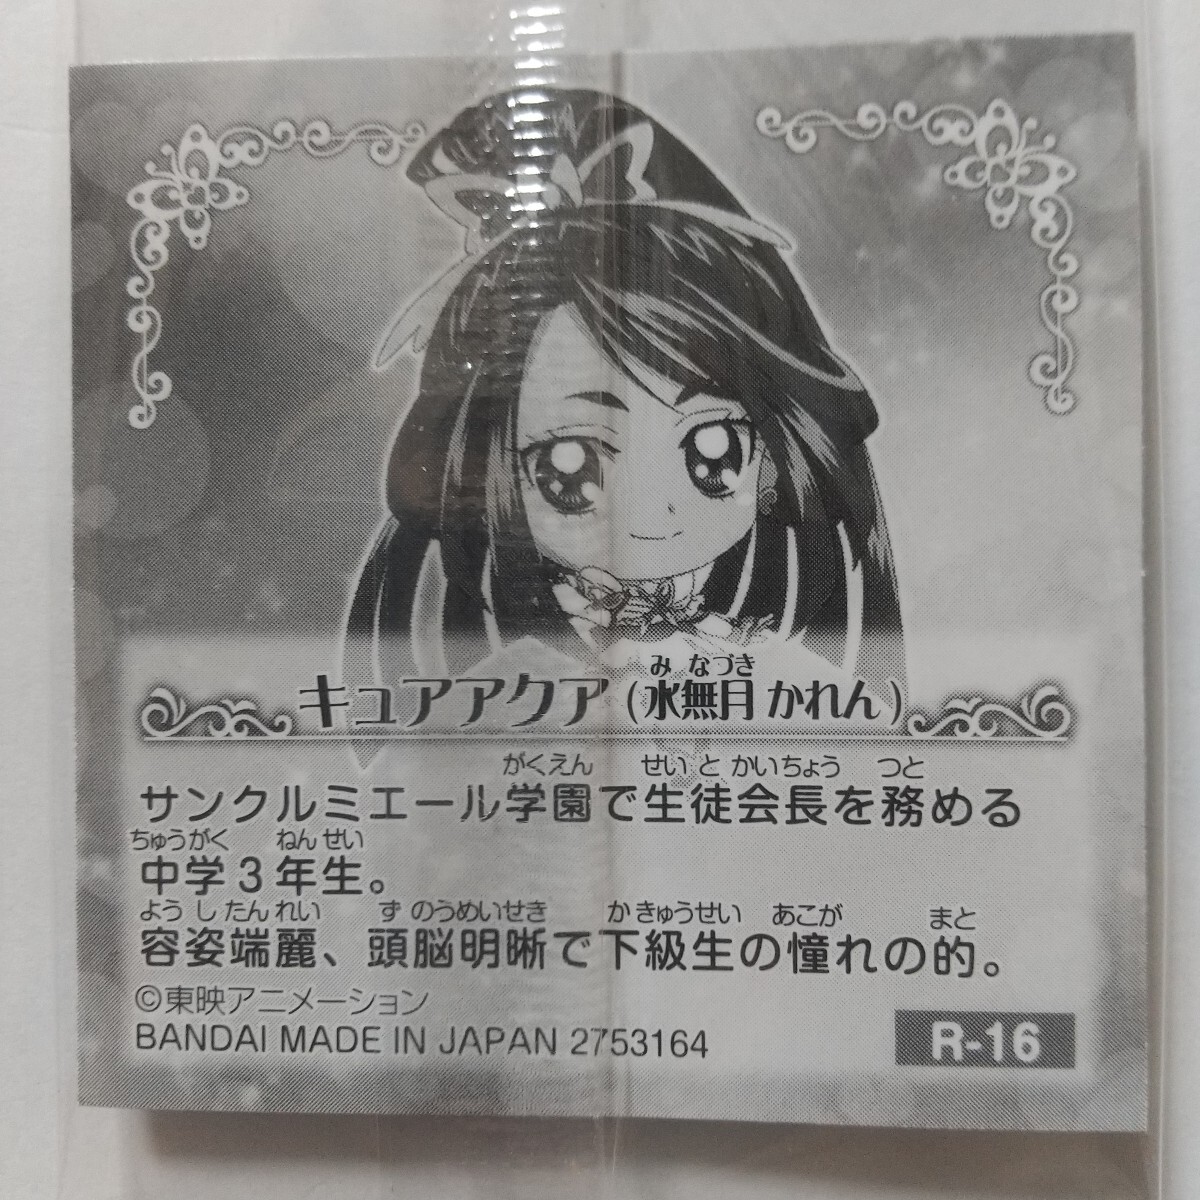 みなづき
キュアアクア (水無月 かれん)
がくえん せいとかいちょう つと
サンクルミエール学園で生徒会長を務める
ちゅうがく ねんせい
中学3年生。
ようしたんれい ずのうめいせき かきゅうせい あこが まと
容姿端麗、頭脳明晰で下級生の憧れの的。
©東映アニメーション
BANDAI MADE IN JAPAN 2753164
R-16